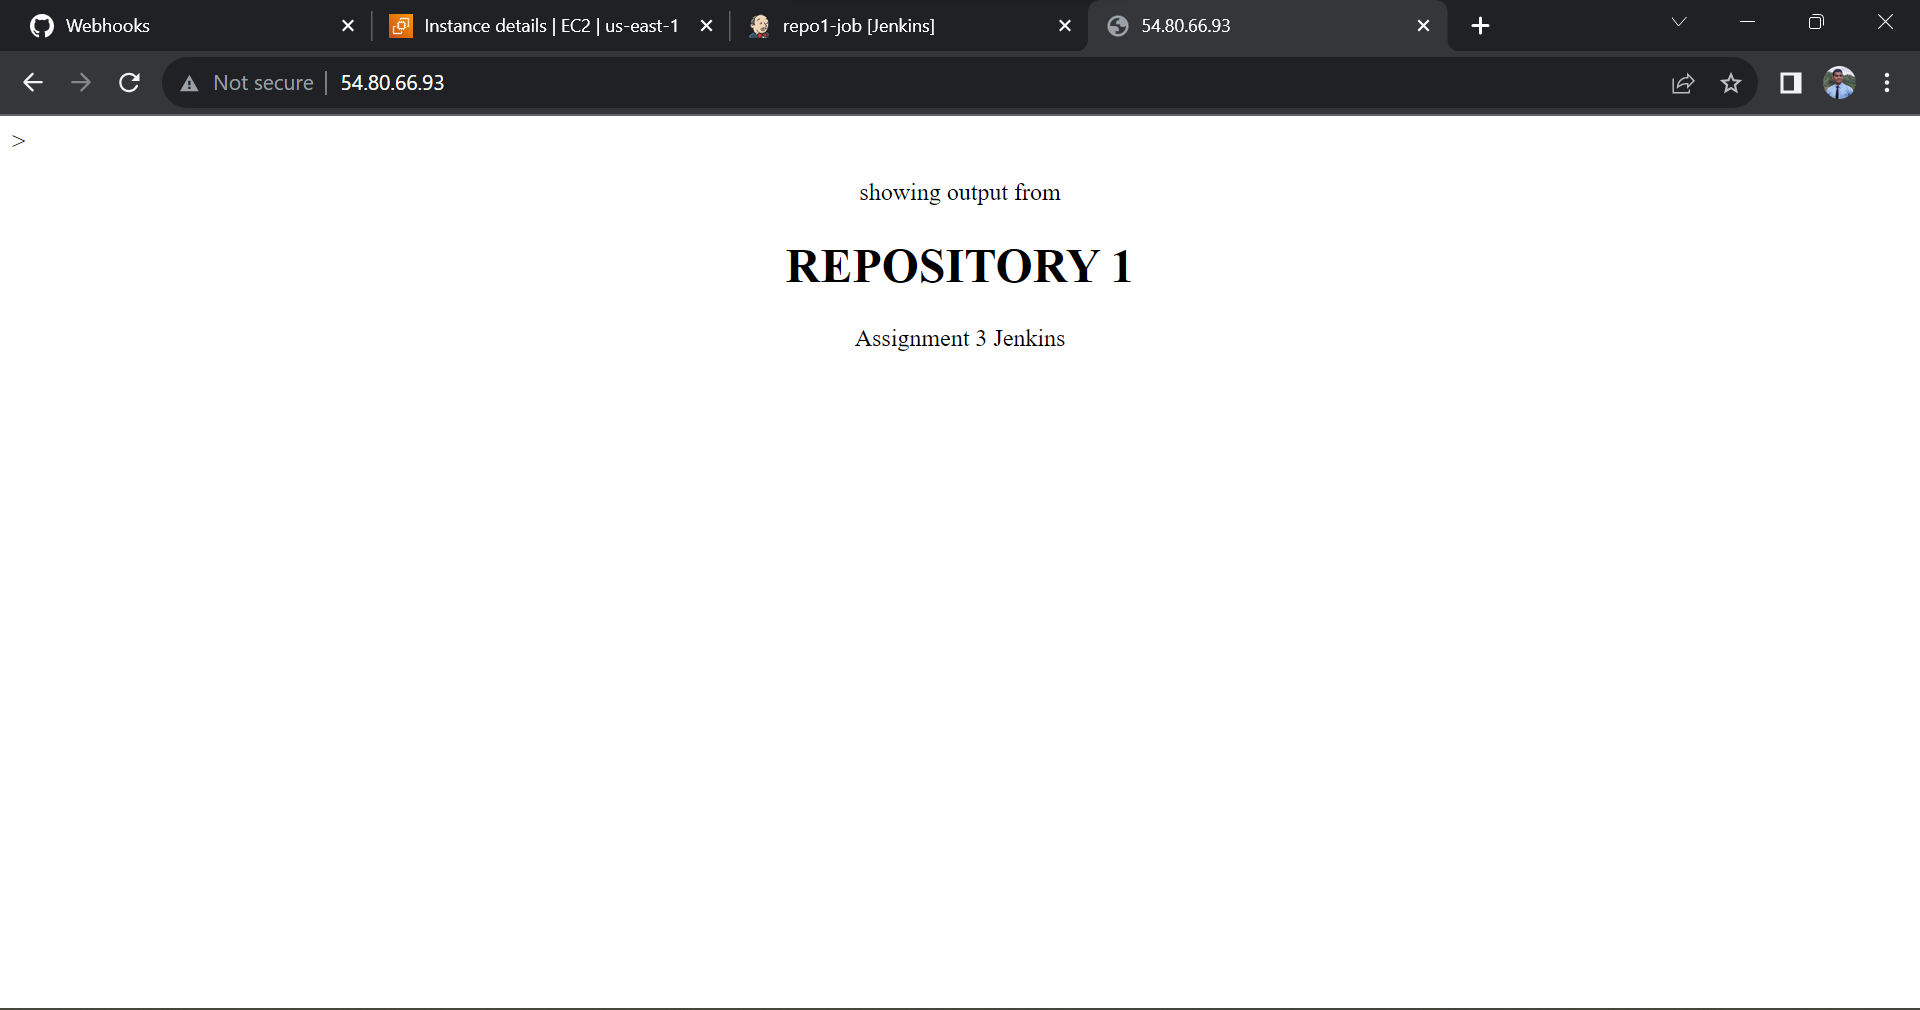 Webhooks
Instance details | EC2 | us-east-1
repo1-job [Jenkins]
54.80.66.93
Not secure | 54.80.66.93
>
showing output from
REPOSITORY 1
Assignment 3 Jenkins